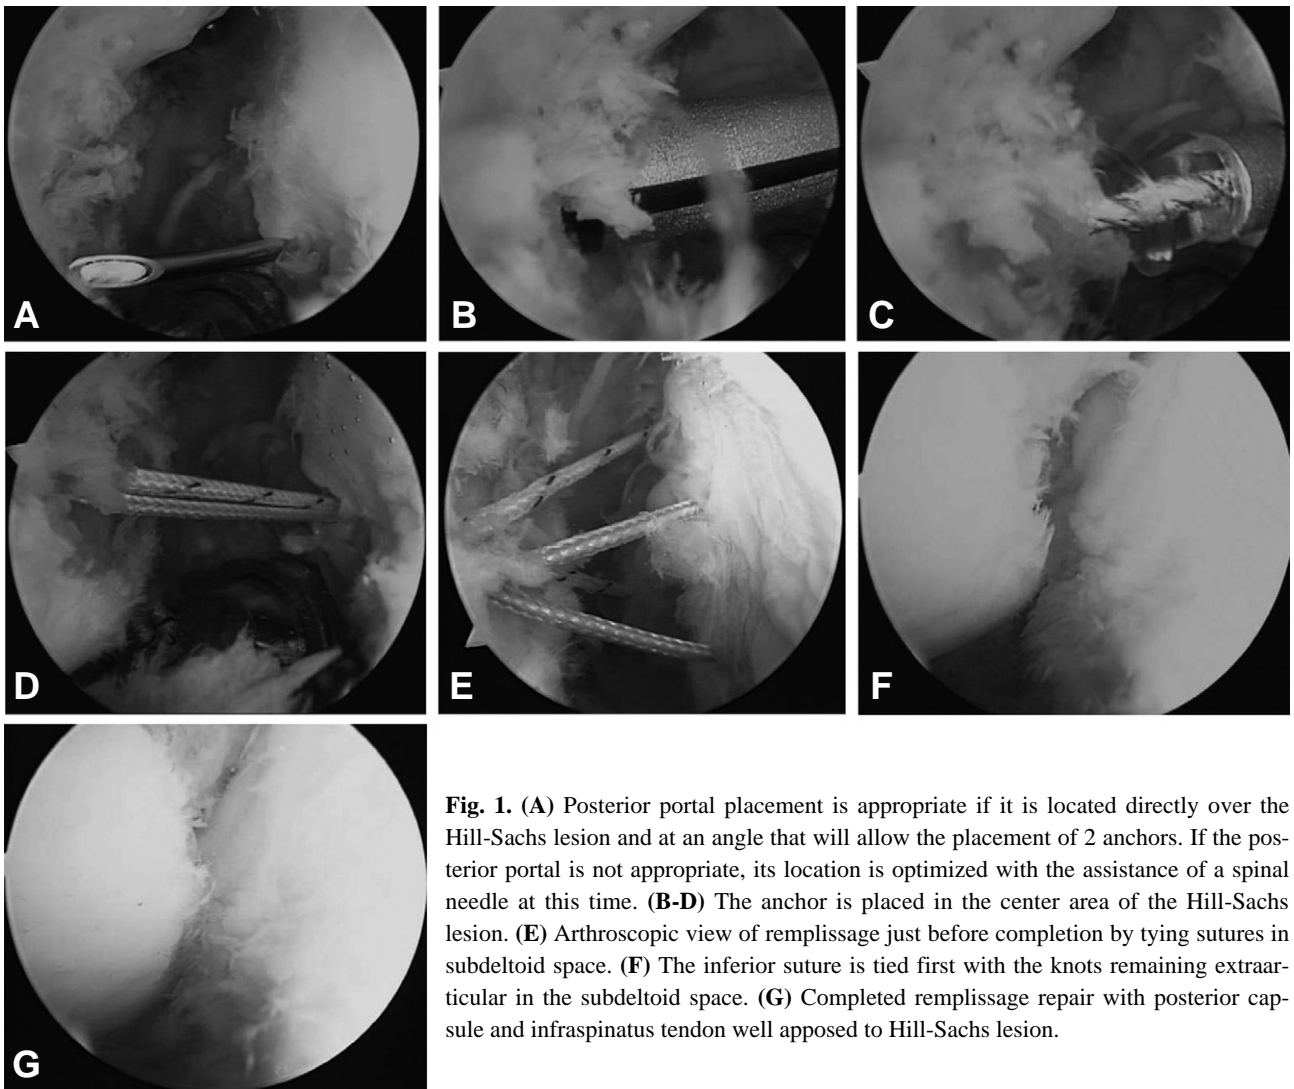 A
B
C
D
E
F
G
Fig. 1. (A) Posterior portal placement is appropriate if it is located directly over the
Hill-Sachs lesion and at an angle that will allow the placement of 2 anchors. If the pos-
terior portal is not appropriate, its location is optimized with the assistance of a spinal
needle at this time. (B-D) The anchor is placed in the center area of the Hill-Sachs
lesion. (E) Arthroscopic view of remplissage just before completion by tying sutures in
subdeltoid space. (F) The inferior suture is tied first with the knots remaining extraar-
ticular in the subdeltoid space. (G) Completed remplissage repair with posterior cap-
sule and infraspinatus tendon well apposed to Hill-Sachs lesion.